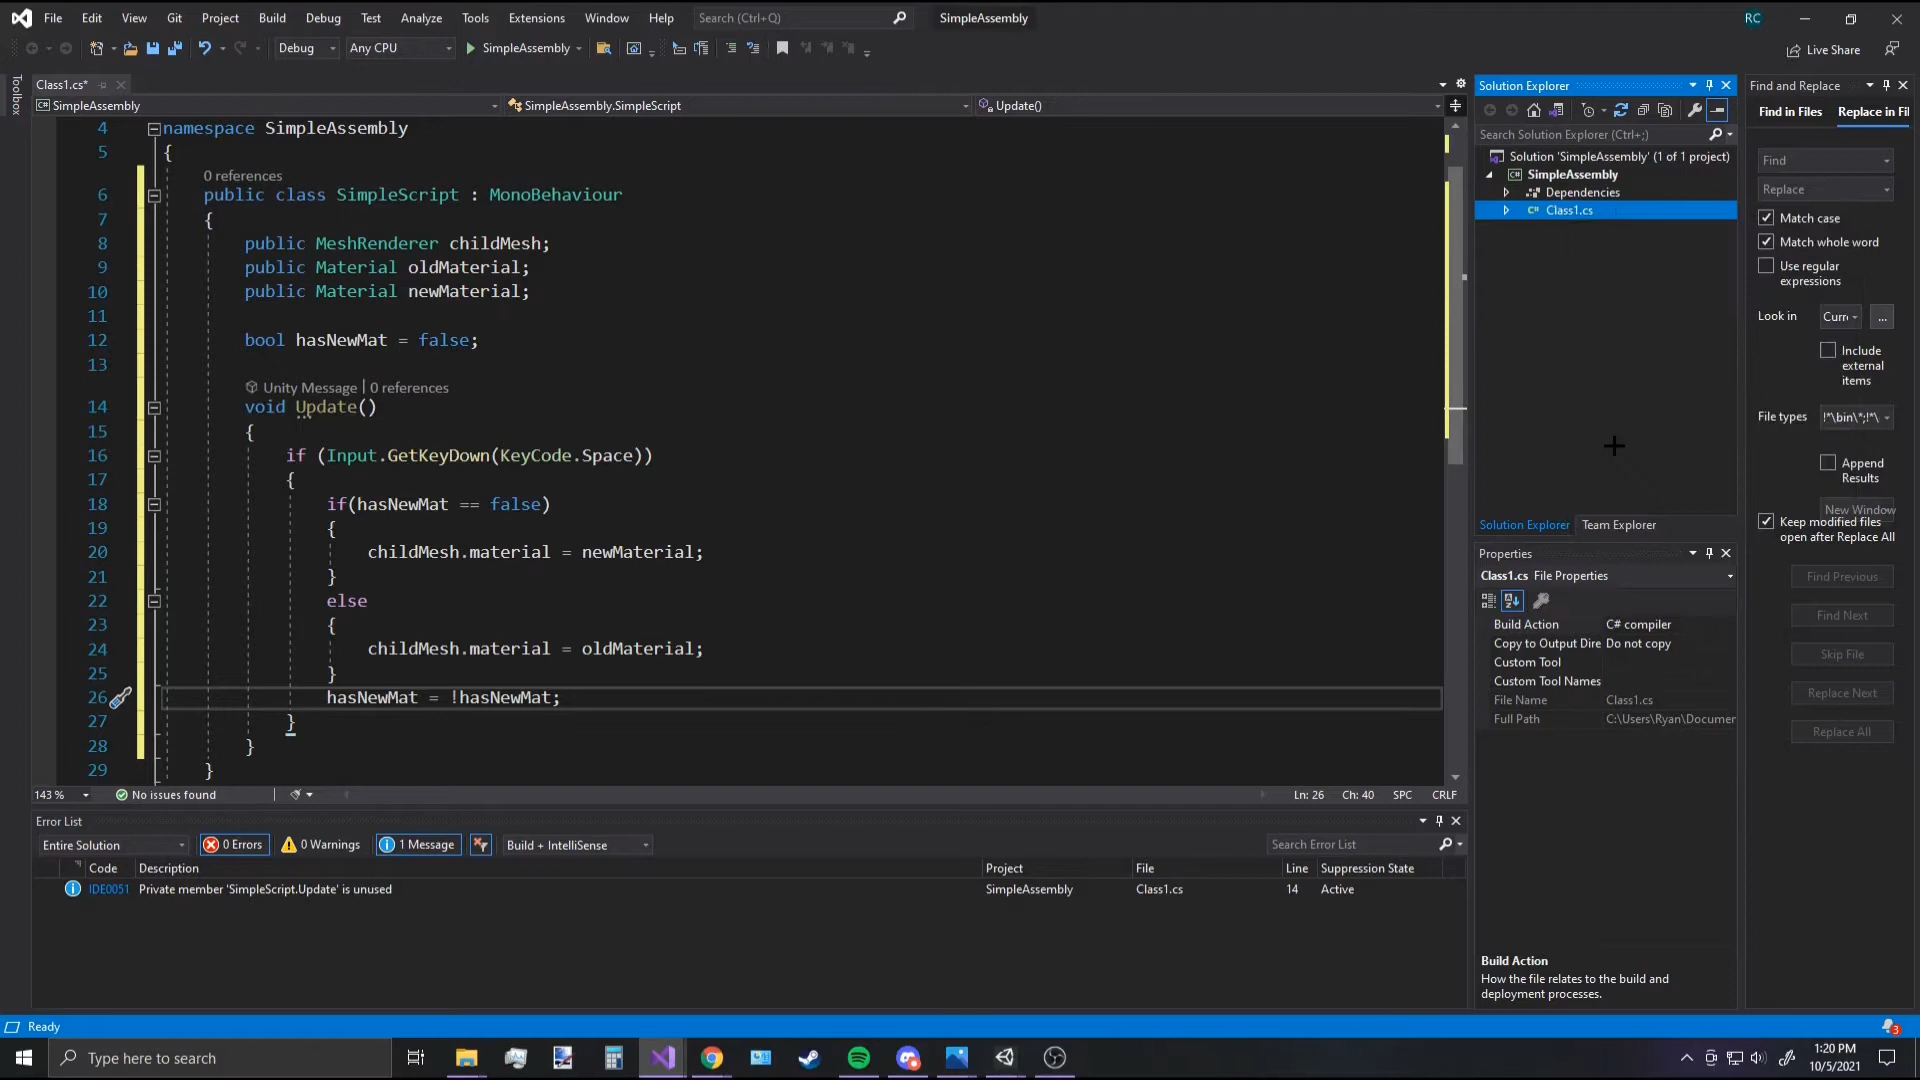 File Edit View Git Project Build Debug Test Analyze Tools Extensions Window Help Search (Ctrl+Q) SimpleAssembly RC
Debug Any CPU SimpleAssembly Live Share
Toolbox
Class1.cs*
SimpleAssembly SimpleAssembly.SimpleScript Update()
4 namespace SimpleAssembly
5 {
0 references
6 public class SimpleScript : MonoBehaviour
7 {
8 public MeshRenderer childMesh;
9 public Material oldMaterial;
10 public Material newMaterial;
11
12 bool hasNewMat = false;
13
Unity Message | 0 references
14 void Update()
15 {
16 if (Input.GetKeyDown(KeyCode.Space))
17 {
18 if(hasNewMat == false)
19 {
20 childMesh.material = newMaterial;
21 }
22 else
23 {
24 childMesh.material = oldMaterial;
25 }
26 hasNewMat = !hasNewMat;
27 }
28 }
29 }
143 % No issues found Ln: 26 Ch: 40 SPC CRLF
Error List
Entire Solution 0 Errors 0 Warnings 1 Message Build + IntelliSense Search Error List
Code Description Project File Line Suppression State
IDE0051 Private member 'SimpleScript.Update' is unused SimpleAssembly Class1.cs 14 Active
Solution Explorer
Search Solution Explorer (Ctrl+;)
Solution 'SimpleAssembly' (1 of 1 project)
SimpleAssembly
Dependencies
C# Class1.cs
Solution Explorer Team Explorer
Properties
Class1.cs File Properties
Build Action C# compiler
Copy to Output Dire Do not copy
Custom Tool
Custom Tool Names
File Name Class1.cs
Full Path C:\Users\Ryan\Documer
Build Action
How the file relates to the build and
deployment processes.
Find and Replace
Find in Files Replace in Fil
Find
Replace
Match case
Match whole word
Use regular
expressions
Look in Curre ...
Include
external
items
File types !*\bin\*;!*\
Append
Results
New Window
Keep modified files
open after Replace All
Find Previous
Find Next
Skip File
Replace Next
Replace All
Ready 3
Type here to search
1:20 PM
10/5/2021